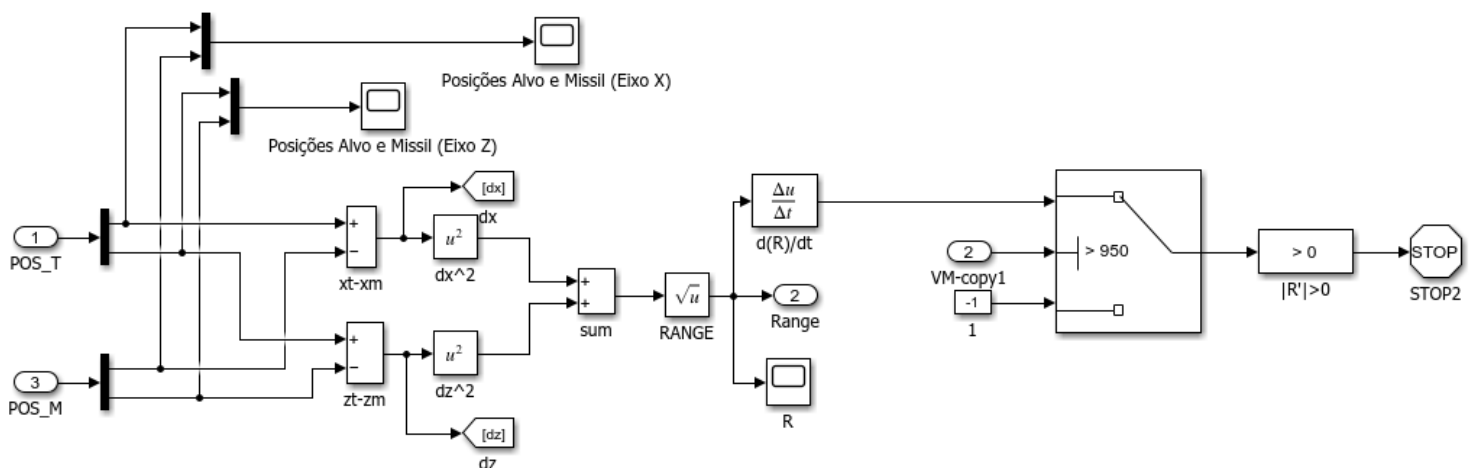 Posições Alvo e Missil (Eixo X)
Posições Alvo e Missil (Eixo Z)
[dx]
dx
1
POS_T
+
−
xt-xm
u²
dx^2
Δu
Δt
d(R)/dt
> 950
2
VM-copy1
-1
1
> 0
|R'|>0
STOP
STOP2
+
+
sum
√u
RANGE
2
Range
R
3
POS_M
+
−
zt-zm
u²
dz^2
[dz]
dz